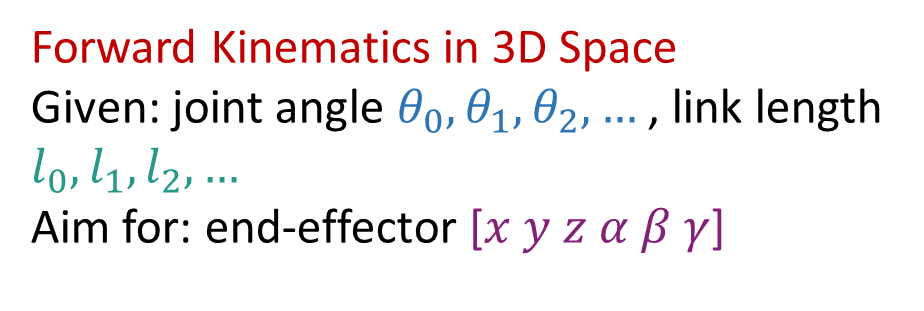 Forward Kinematics in 3D Space
Given: joint angle θ₀, θ₁, θ₂, ... , link length
l₀, l₁, l₂, ...
Aim for: end-effector [x y z α β γ]